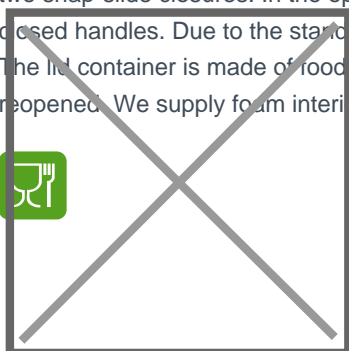 two snap-slide closures. In the op
closed handles. Due to the stand
The lid container is made of food
reopened. We supply foam interi